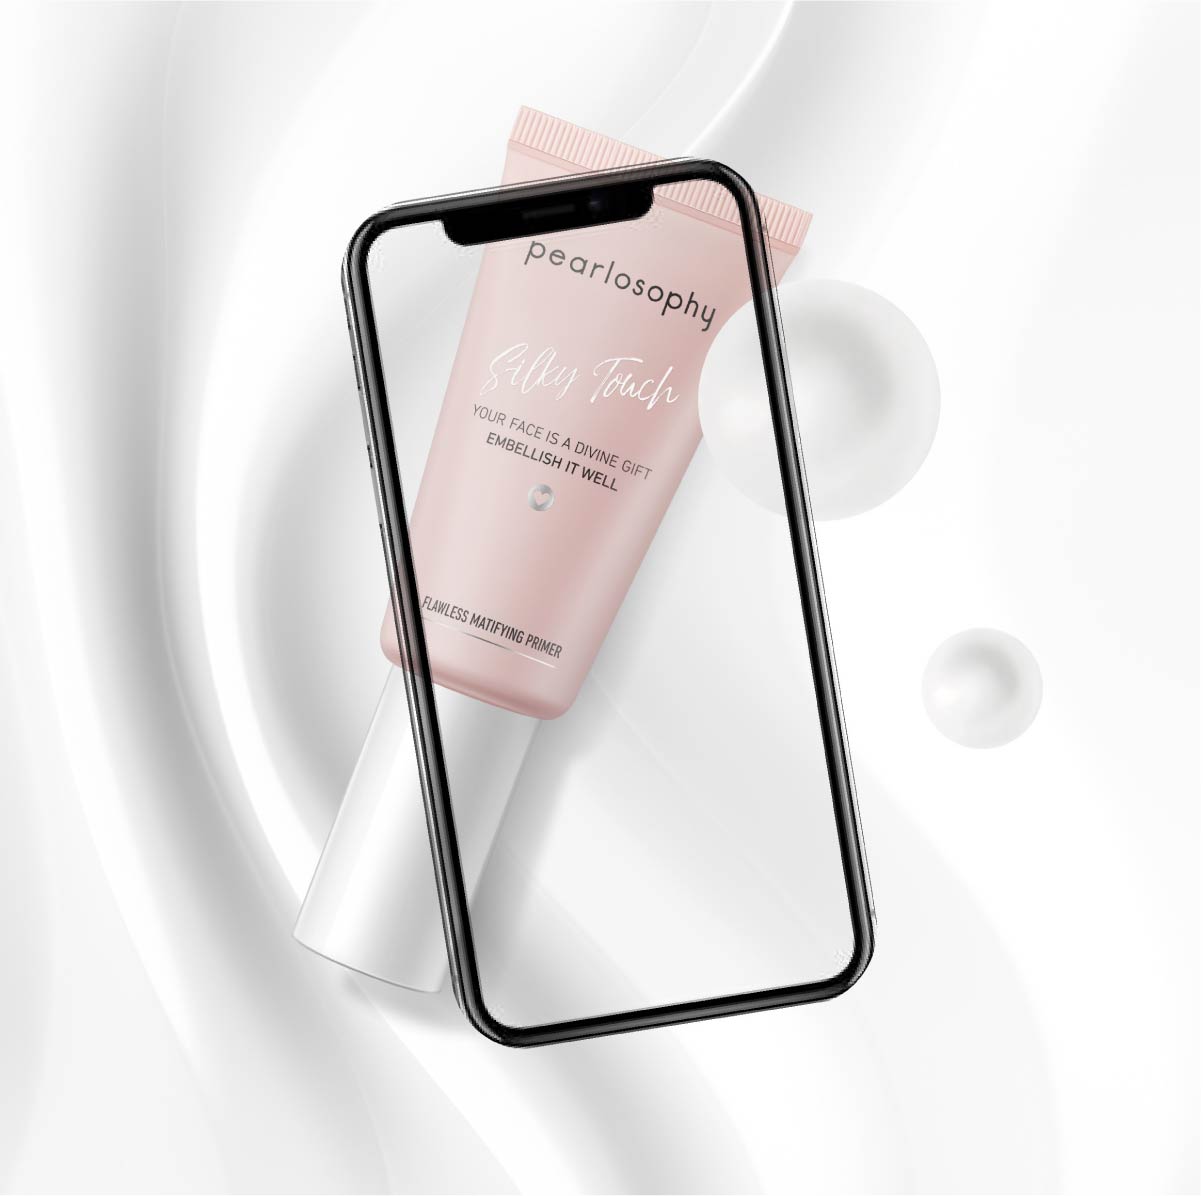 pearlosophy
Silky Touch
YOUR FACE IS A DIVINE GIFT
EMBELLISH IT WELL
FLAWLESS MATIFYING PRIMER